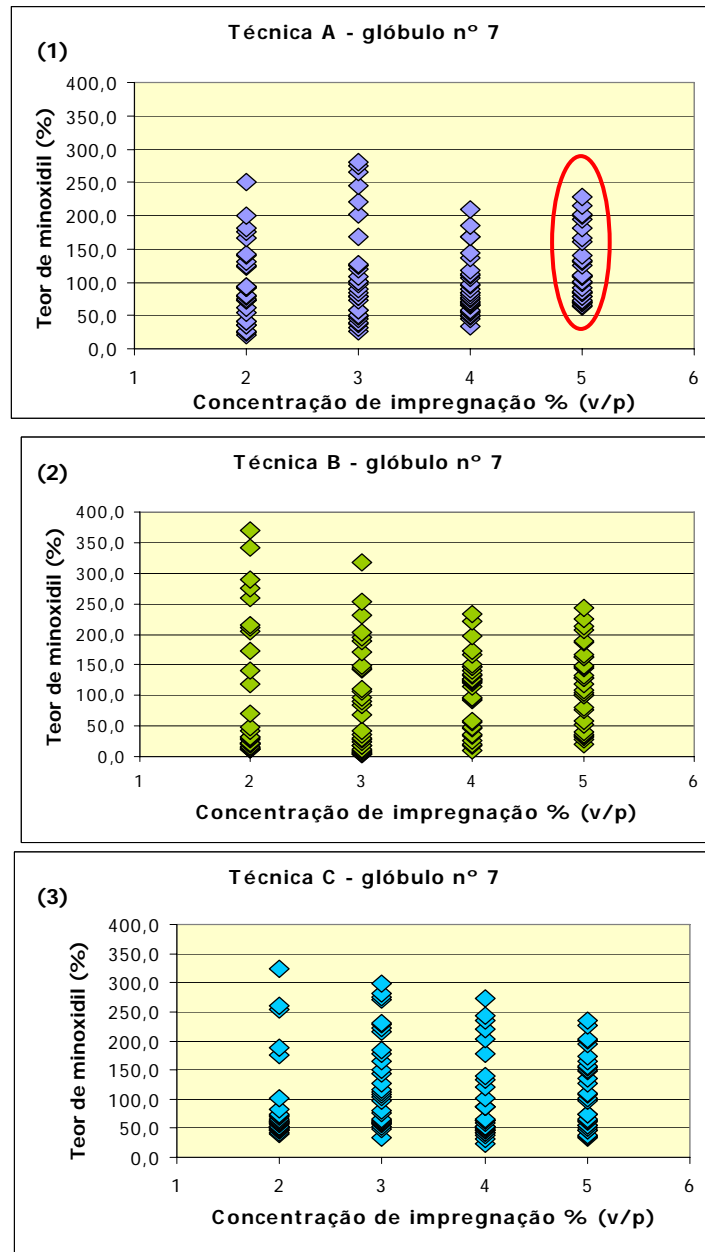 Técnica A - glóbulo nº 7
(1)
400,0
350,0
300,0
250,0
200,0
150,0
100,0
50,0
0,0
Teor de minoxidil (%)
1 2 3 4 5 6
Concentração de impregnação % (v/p)
Técnica B - glóbulo nº 7
(2)
400,0
350,0
300,0
250,0
200,0
150,0
100,0
50,0
0,0
Teor de minoxidil (%)
1 2 3 4 5 6
Concentração de impregnação % (v/p)
Técnica C - glóbulo nº 7
(3)
400,0
350,0
300,0
250,0
200,0
150,0
100,0
50,0
0,0
Teor de minoxidil (%)
1 2 3 4 5 6
Concentração de impregnação % (v/p)